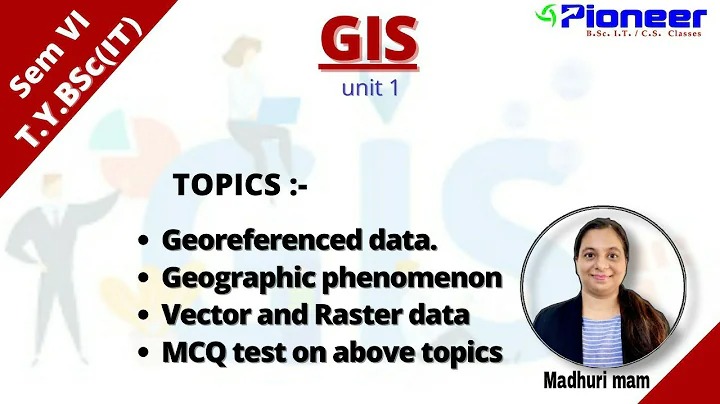 Sem VI
T.Y.BSc(IT)
GIS
unit 1
Pioneer
B.Sc. I.T. / C.S. Classes
TOPICS :-
• Georeferenced data.
• Geographic phenomenon
• Vector and Raster data
• MCQ test on above topics
Madhuri mam
GIS